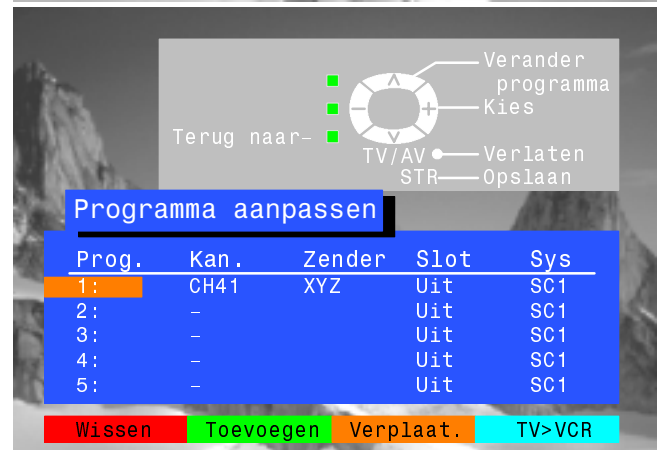 Verander
programma
Kies
Terug naar–
TV/AV Verlaten
STR Opslaan
Programma aanpassen
Prog. Kan. Zender Slot Sys
1: CH41 XYZ Uit SC1
2: – Uit SC1
3: – Uit SC1
4: – Uit SC1
5: – Uit SC1
Wissen Toevoegen Verplaat. TV>VCR